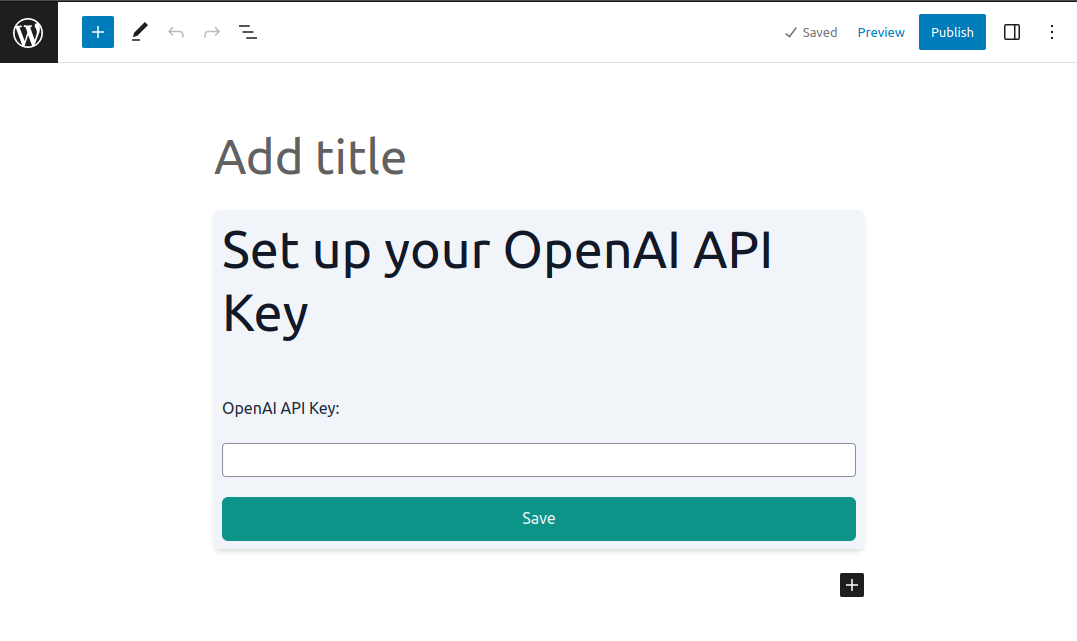 Saved Preview Publish
Add title
Set up your OpenAI API
Key
OpenAI API Key:
Save